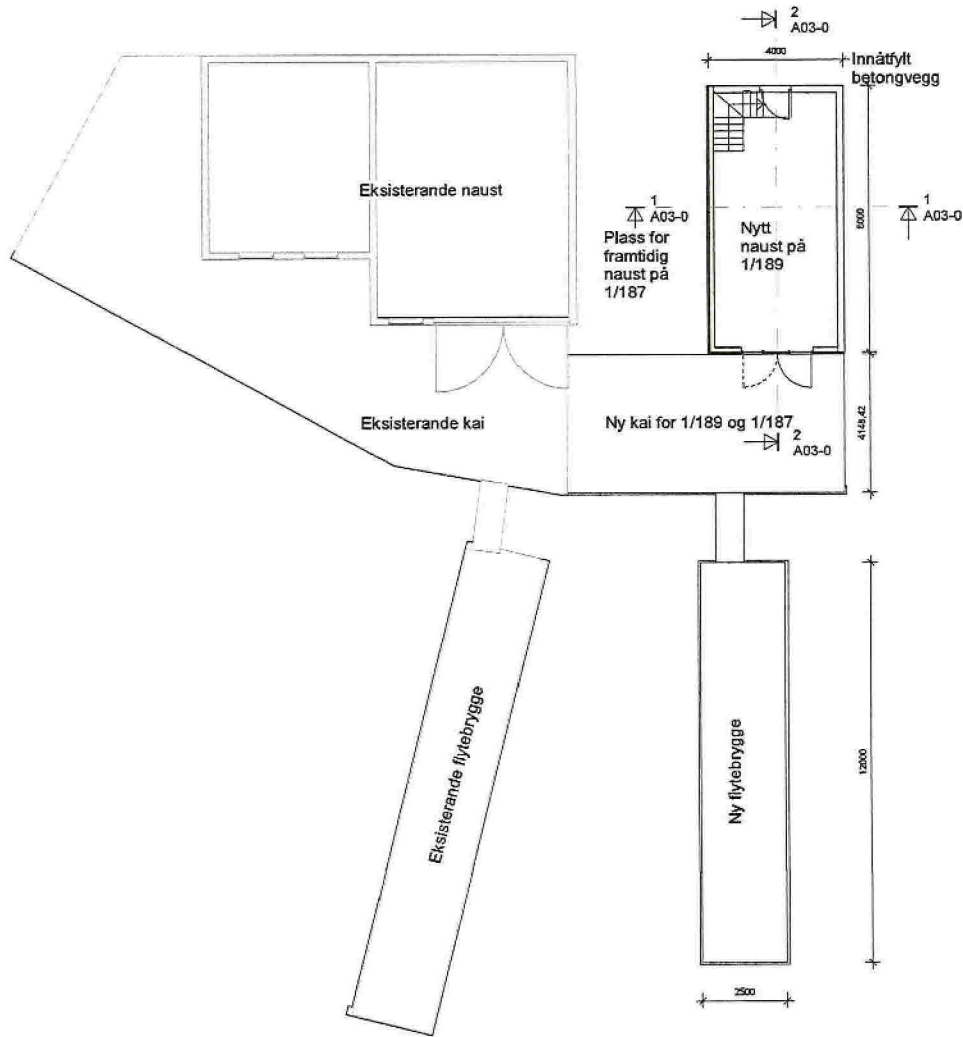 2
A03-0
4000
Innåtfylt
betongvegg
Eksisterande naust
1
A03-0
1
A03-0
8000
Plass for
framtidig
naust på
1/187
Nytt
naust på
1/189
Eksisterande kai
Ny kai for 1/189 og 1/187
2
A03-0
4148,42
Eksisterande flytebrygge
Ny flytebrygge
12000
2500